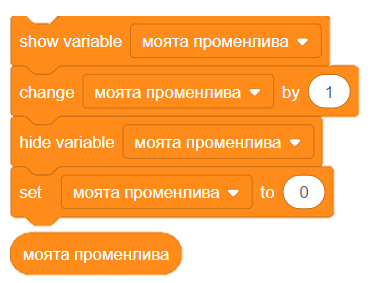 show variable моята променлива
change моята променлива by 1
hide variable моята променлива
set моята променлива to 0
моята променлива